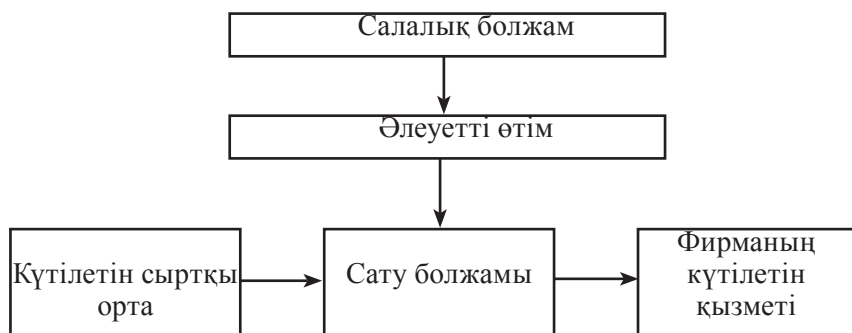 Салалық болжам
Әлеуетті өтім
Күтілетін сыртқы
орта
Сату болжамы
Фирманың
күтілетін
қызметі